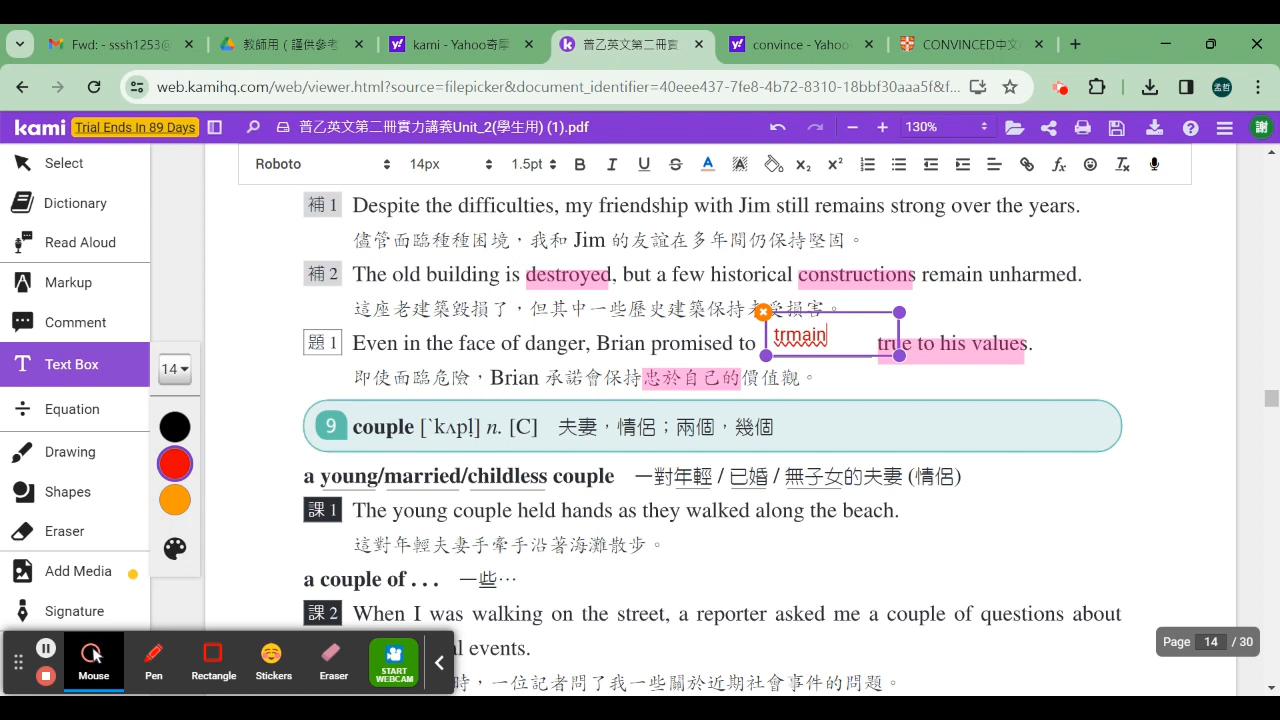 Fwd: - sssh1253@
教師用（謹供參考
kami - Yahoo奇摩
普乙英文第二冊實
convince - Yahoo
CONVINCED中文
web.kamihq.com/web/viewer.html?source=filepicker&document_identifier=40eee437-7fe8-4b72-8310-18bbf30aaa5f&f...
孟哲
kami
Trial Ends In 89 Days
普乙英文第二冊實力講義Unit_2(學生用) (1).pdf
130%
謝
Select
Dictionary
Read Aloud
Markup
Comment
Text Box
Equation
Drawing
Shapes
Eraser
Add Media
Signature
14
Roboto
14px
1.5pt
補 1 Despite the difficulties, my friendship with Jim still remains strong over the years.
儘管面臨種種困境，我和 Jim 的友誼在多年間仍保持堅固。
補 2 The old building is destroyed, but a few historical constructions remain unharmed.
這座老建築毀損了，但其中一些歷史建築保持未受損害。
題 1 Even in the face of danger, Brian promised to trmain true to his values.
即使面臨危險，Brian 承諾會保持忠於自己的價值觀。
9 couple [ˋkʌpḷ] n. [C] 夫妻，情侶；兩個，幾個
a young/married/childless couple 一對年輕 / 已婚 / 無子女的夫妻 (情侶)
課 1 The young couple held hands as they walked along the beach.
這對年輕夫妻手牽手沿著海灘散步。
a couple of . . . 一些…
課 2 When I was walking on the street, a reporter asked me a couple of questions about
events.
時，一位記者問了我一些關於近期社會事件的問題。
Page 14 / 30
Mouse
Pen
Rectangle
Stickers
Eraser
START
WEBCAM